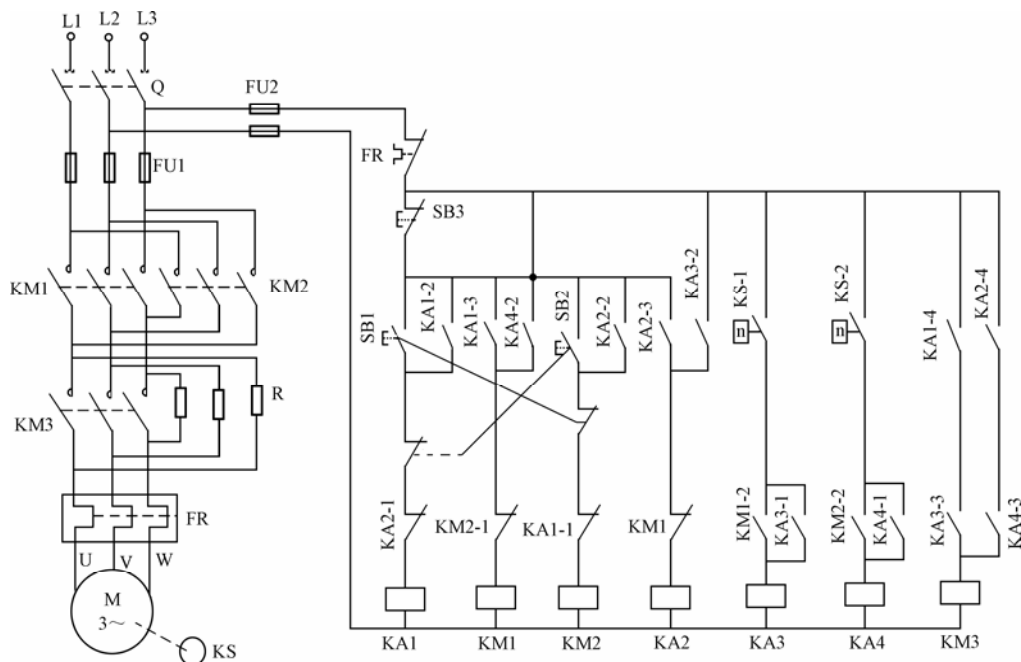 L1 L2 L3
Q
FU2
FU1
FR
SB3
KM1
KM2
SB1
KA1-2
KA1-3
KA4-2
SB2
KA2-2
KA2-3
KA3-2
KS-1
n
KS-2
n
KA1-4
KA2-4
R
KM3
FR
U V W
M
3～
KS
KA2-1
KM2-1
KA1-1
KM1
KM1-2
KA3-1
KM2-2
KA4-1
KA3-3
KA4-3
KA1 KM1 KM2 KA2 KA3 KA4 KM3